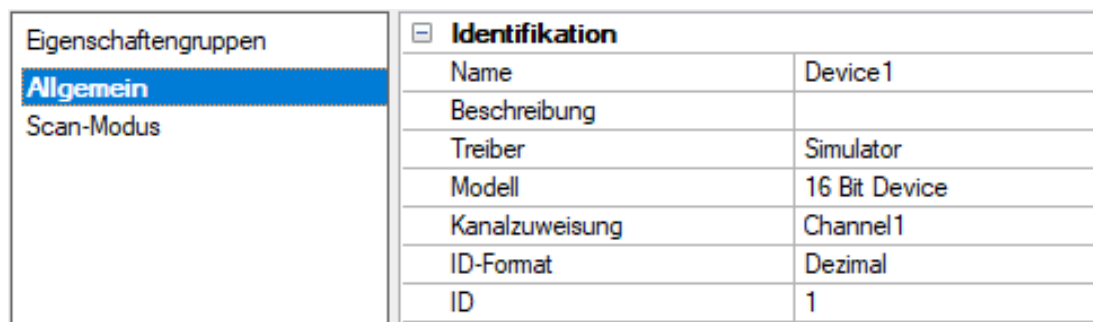 Eigenschaftengruppen
Allgemein
Scan-Modus
Identifikation
Name Device1
Beschreibung
Treiber Simulator
Modell 16 Bit Device
Kanalzuweisung Channel1
ID-Format Dezimal
ID 1